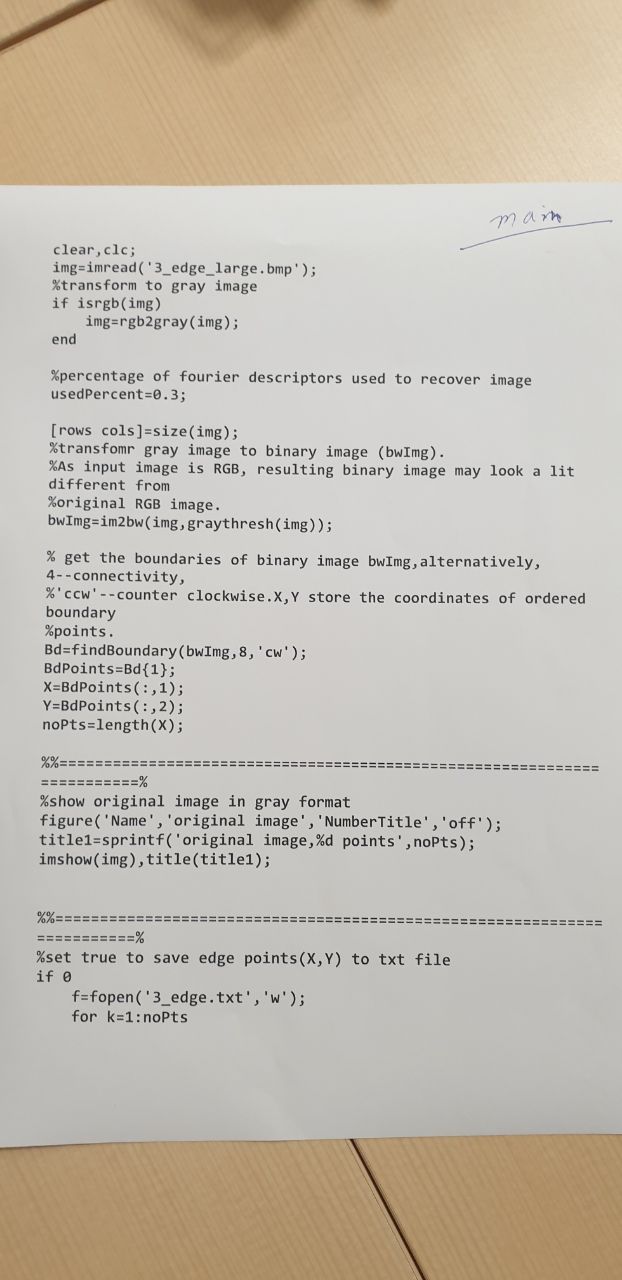 main
clear,clc;
img=imread('3_edge_large.bmp');
%transform to gray image
if isrgb(img)
    img=rgb2gray(img);
end
%percentage of fourier descriptors used to recover image
usedPercent=0.3;
[rows cols]=size(img);
%transfomr gray image to binary image (bwImg).
%As input image is RGB, resulting binary image may look a lit
different from
%original RGB image.
bwImg=im2bw(img,graythresh(img));
% get the boundaries of binary image bwImg,alternatively,
4--connectivity,
%'ccw'--counter clockwise.X,Y store the coordinates of ordered
boundary
%points.
Bd=findBoundary(bwImg,8,'cw');
BdPoints=Bd{1};
X=BdPoints(:,1);
Y=BdPoints(:,2);
noPts=length(X);
%%=============================================================
===========%
%show original image in gray format
figure('Name','original image','NumberTitle','off');
title1=sprintf('original image,%d points',noPts);
imshow(img),title(title1);
%%=============================================================
===========%
%set true to save edge points(X,Y) to txt file
if 0
    f=fopen('3_edge.txt','w');
    for k=1:noPts